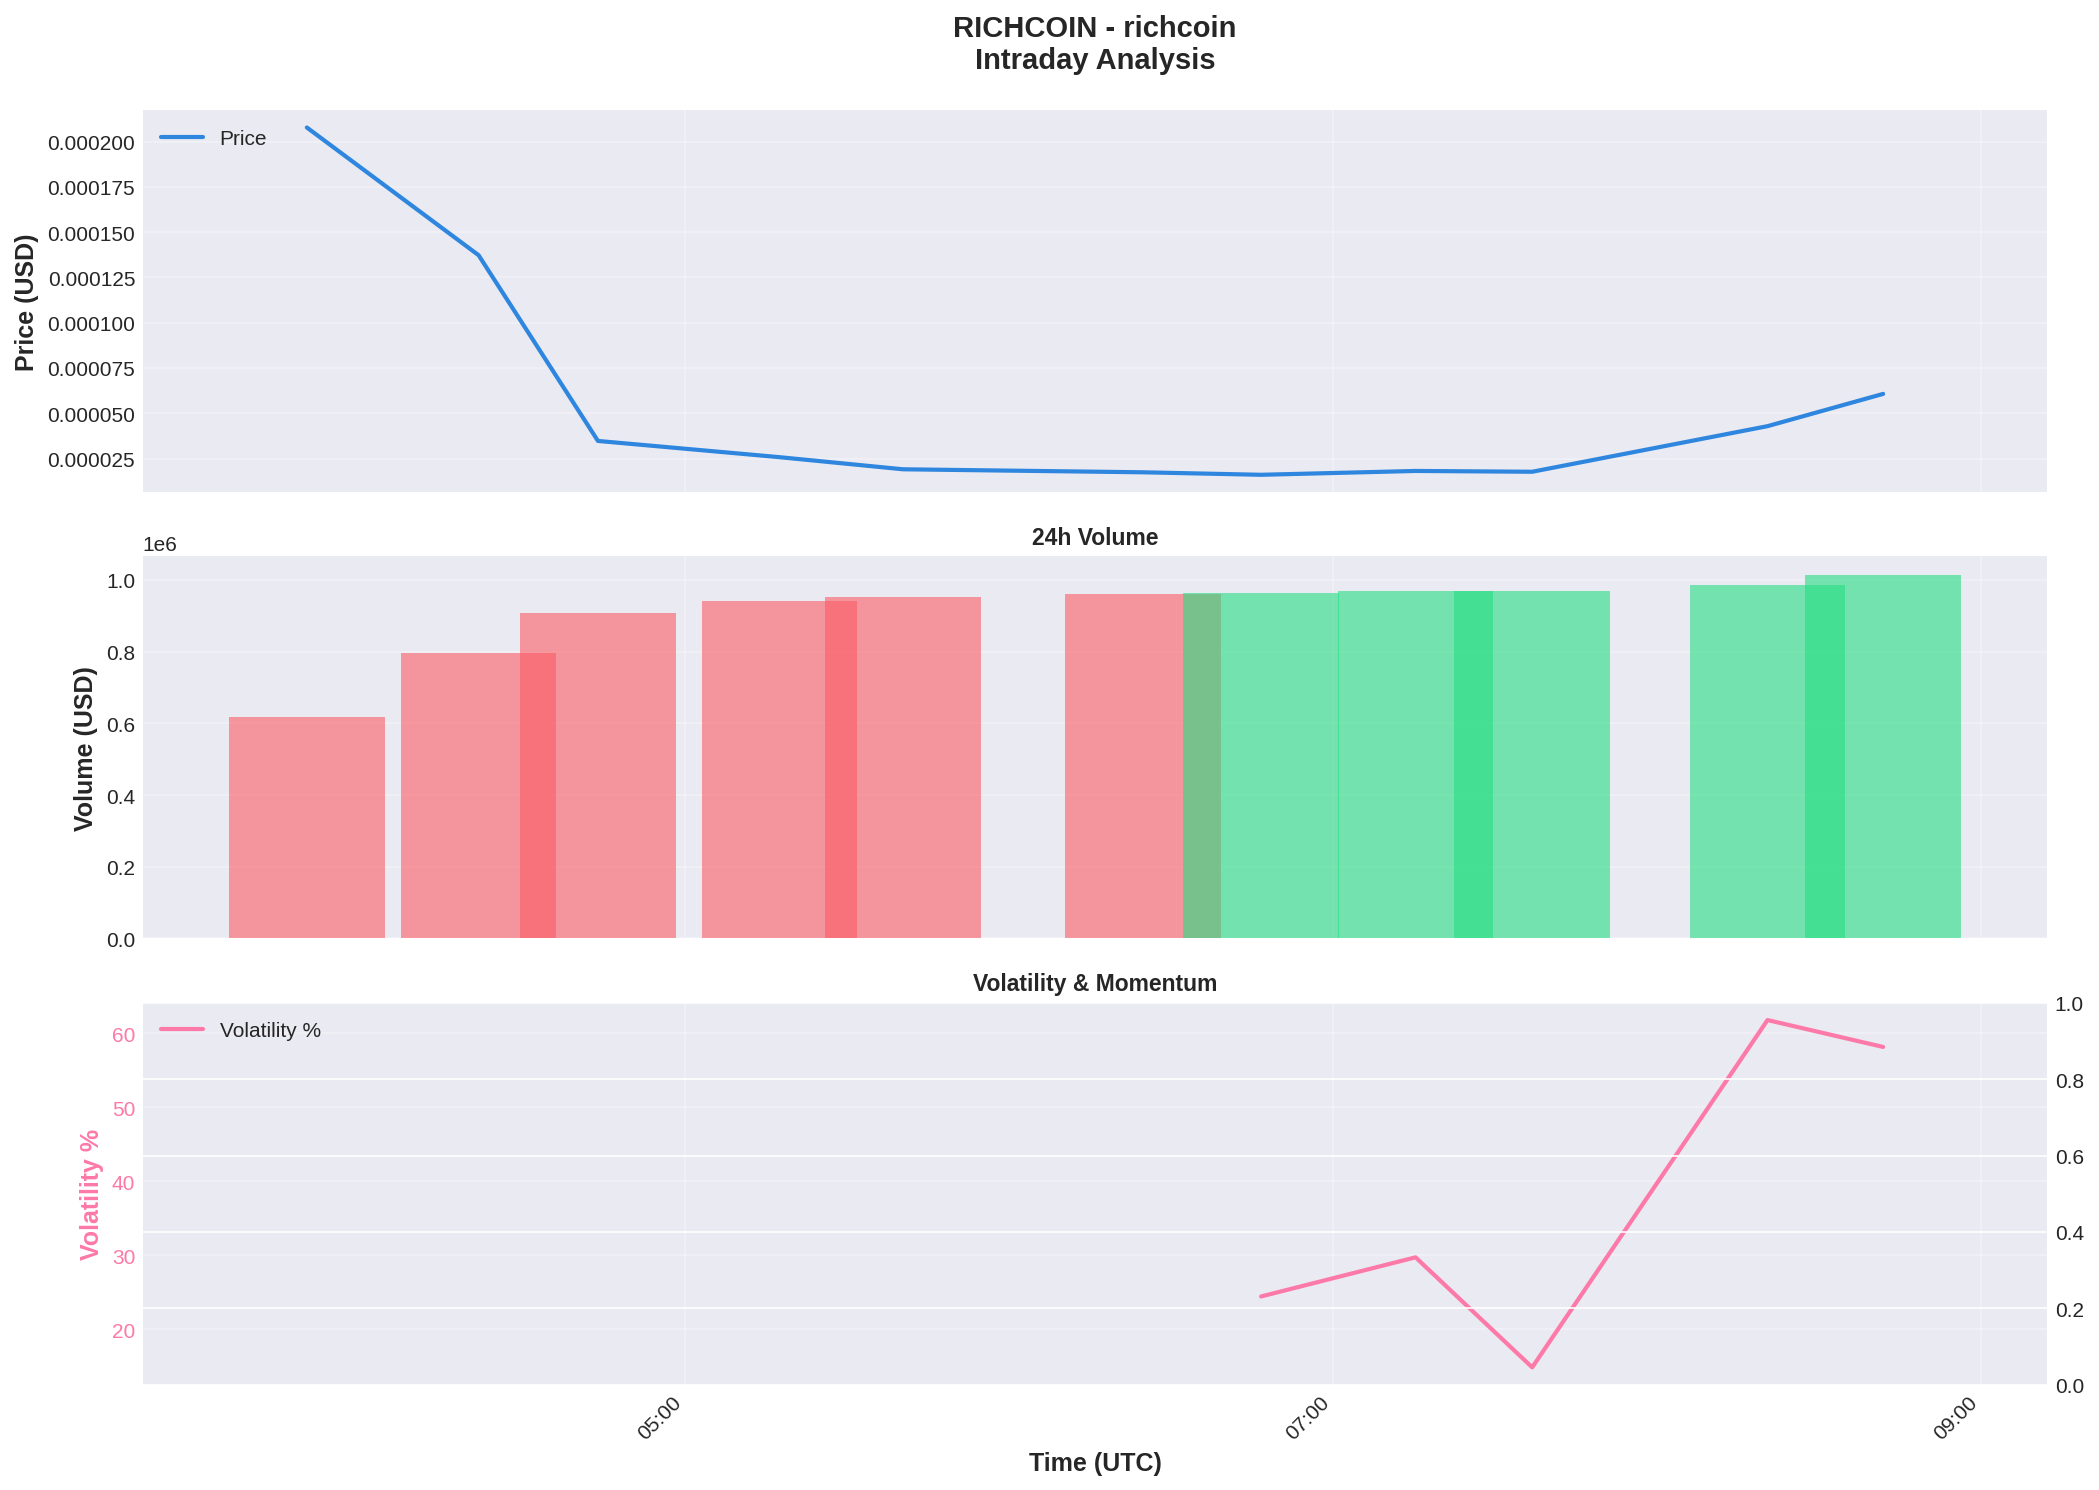 RICHCOIN - richcoin
Intraday Analysis
Price
0.000200
0.000175
0.000150
0.000125
0.000100
0.000075
0.000050
0.000025
Price (USD)
24h Volume
1e6
1.0
0.8
0.6
0.4
0.2
0.0
Volume (USD)
Volatility & Momentum
Volatility %
60
50
40
30
20
Volatility %
1.0
0.8
0.6
0.4
0.2
0.0
05:00
07:00
09:00
Time (UTC)